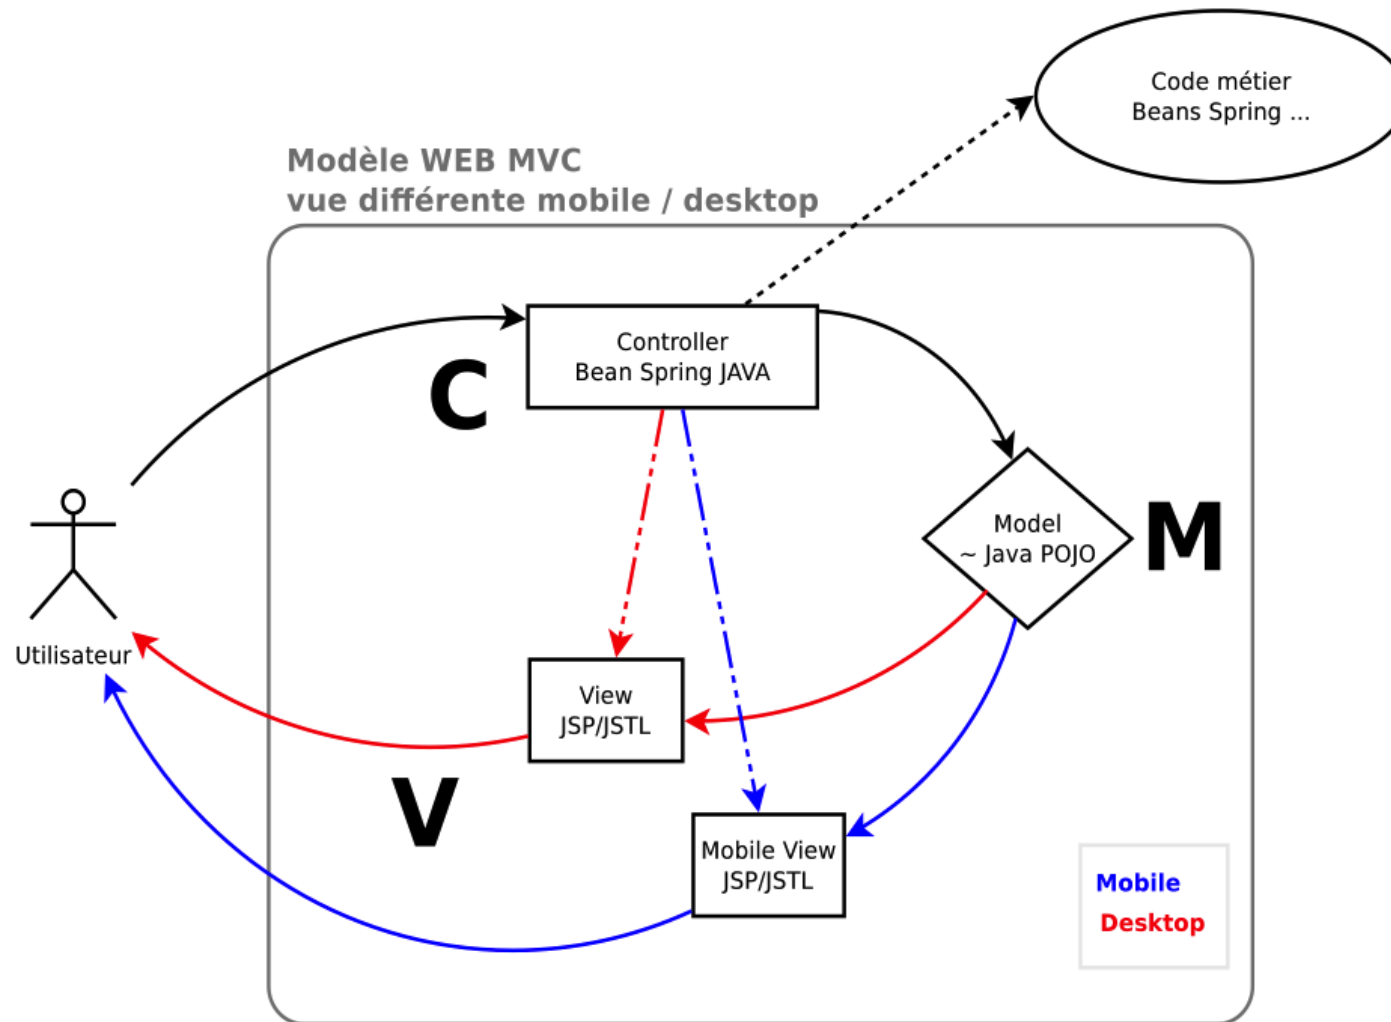 Code métier
Beans Spring ...
Modèle WEB MVC
vue différente mobile / desktop
Controller
Bean Spring JAVA
C
Model
~ Java POJO
M
Utilisateur
View
JSP/JSTL
V
Mobile View
JSP/JSTL
Mobile
Desktop